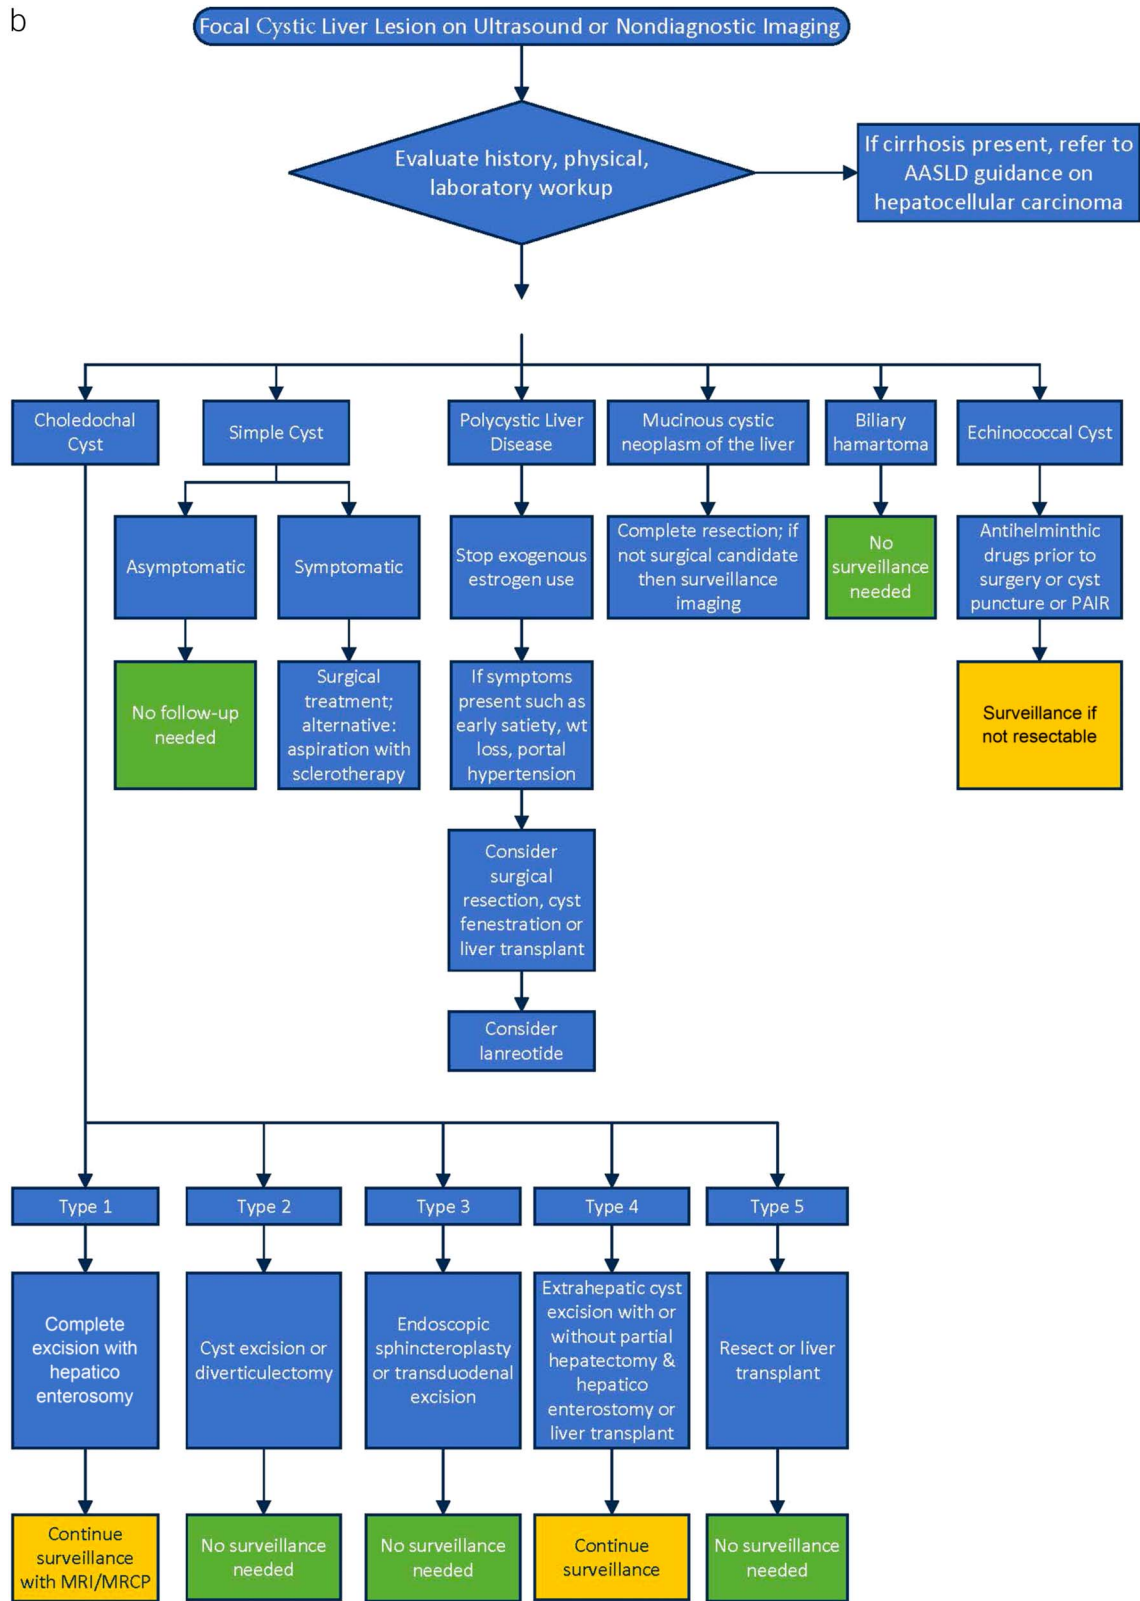 b
Focal Cystic Liver Lesion on Ultrasound or Nondiagnostic Imaging
Evaluate history, physical,
laboratory workup
If cirrhosis present, refer to
AASLD guidance on
hepatocellular carcinoma
Choledochal
Cyst
Simple Cyst
Polycystic Liver
Disease
Mucinous cystic
neoplasm of the liver
Biliary
hamartoma
Echinococcal Cyst
Asymptomatic
Symptomatic
Stop exogenous
estrogen use
Complete resection; if
not surgical candidate
then surveillance
imaging
No
surveillance
needed
Antihelminthic
drugs prior to
surgery or cyst
puncture or PAIR
No follow-up
needed
Surgical
treatment;
alternative:
aspiration with
sclerotherapy
If symptoms
present such as
early satiety, wt
loss, portal
hypertension
Surveillance if
not resectable
Consider
surgical
resection, cyst
fenestration or
liver transplant
Consider
lanreotide
Type 1
Type 2
Type 3
Type 4
Type 5
Complete
excision with
hepatico
enterosomy
Cyst excision or
diverticulectomy
Endoscopic
sphincteroplasty
or transduodenal
excision
Extrahepatic cyst
excision with or
without partial
hepatectomy &
hepatico
enterostomy or
liver transplant
Resect or liver
transplant
Continue
surveillance
with MRI/MRCP
No surveillance
needed
No surveillance
needed
Continue
surveillance
No surveillance
needed